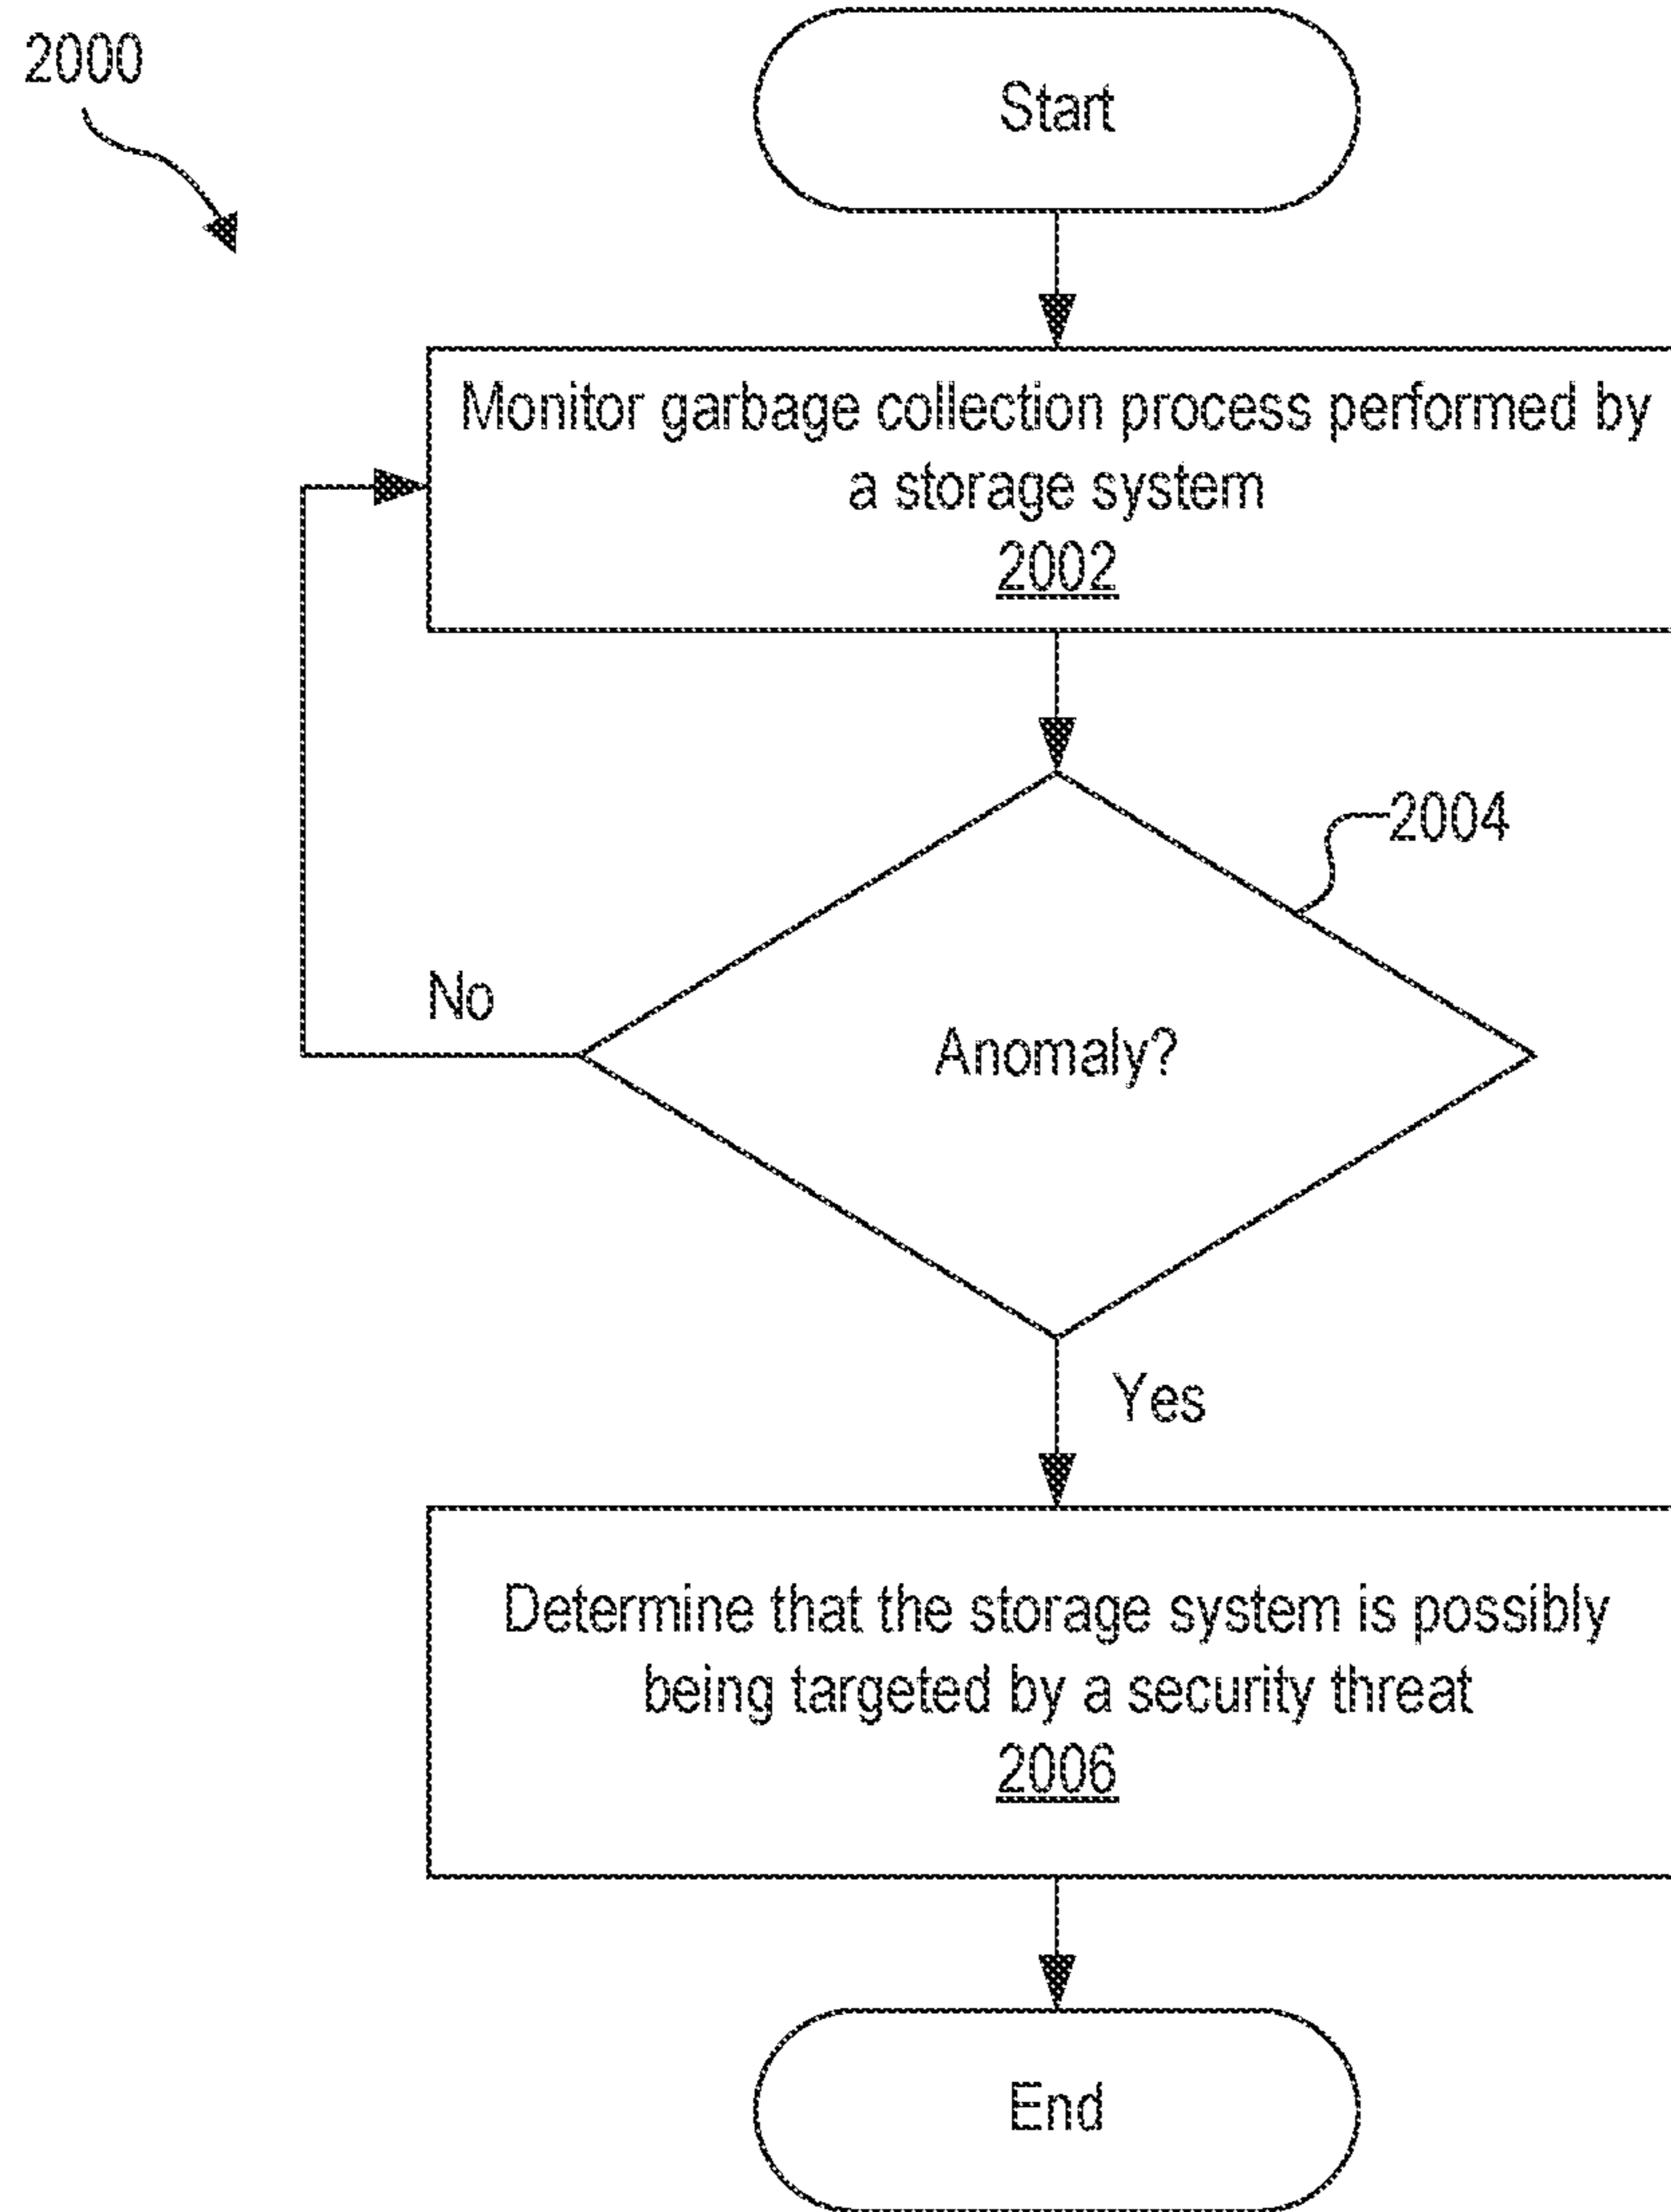 2000
Start
Monitor garbage collection process performed by
a storage system
2002
2004
No
Anomaly?
Yes
Determine that the storage system is possibly
being targeted by a security threat
2006
End